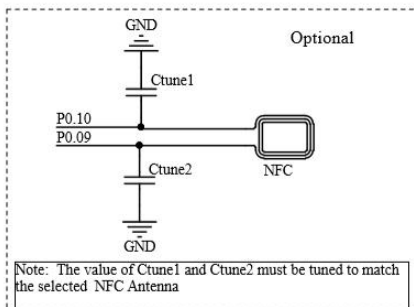 GND
Optional
Ctune1
P0.10
P0.09
Ctune2
NFC
GND
Note: The value of Ctune1 and Ctune2 must be tuned to match
the selected NFC Antenna